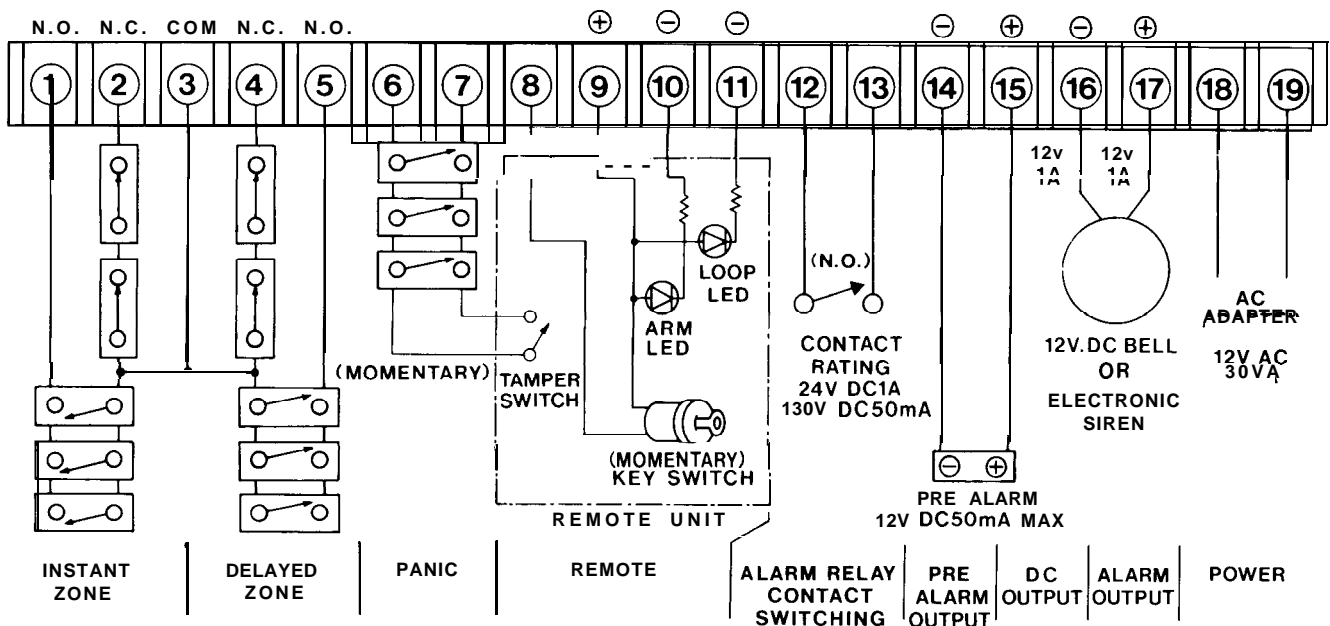 N.O. N.C. COM N.C. N.O. + − − − + − +
1 2 3 4 5 6 7 8 9 10 11 12 13 14 15 16 17 18 19
12v 12v
1A 1A
(N.O.)
LOOP
LED
ARM
LED
(MOMENTARY)
TAMPER
SWITCH
(MOMENTARY)
KEY SWITCH
REMOTE UNIT
CONTACT
RATING
24V DC1A
130V DC50mA
− +
PRE ALARM
12V DC50mA MAX
12V.DC BELL
OR
ELECTRONIC
SIREN
AC
ADAPTER
12V AC
30VA
INSTANT
ZONE
DELAYED
ZONE
PANIC
REMOTE
ALARM RELAY
CONTACT
SWITCHING
PRE
ALARM
OUTPUT
DC
OUTPUT
ALARM
OUTPUT
POWER